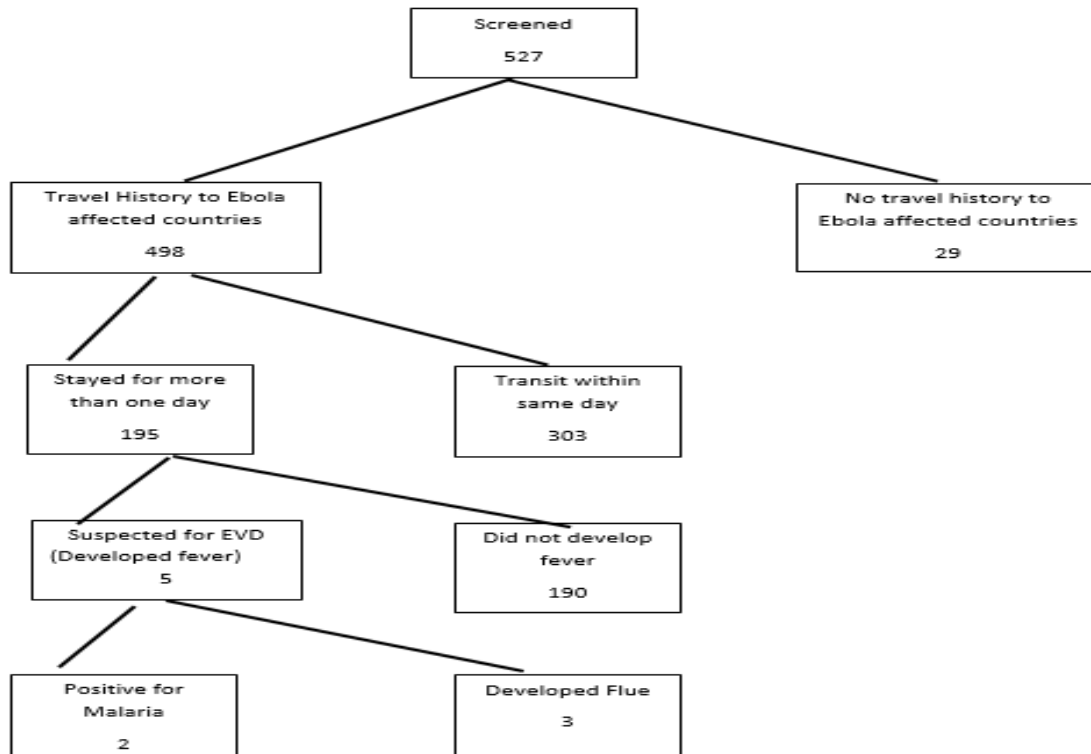 Screened
527
Travel History to Ebola
affected countries
498
No travel history to
Ebola affected countries
29
Stayed for more
than one day
195
Transit within
same day
303
Suspected for EVD
(Developed fever)
5
Did not develop
fever
190
Positive for
Malaria
2
Developed Flue
3